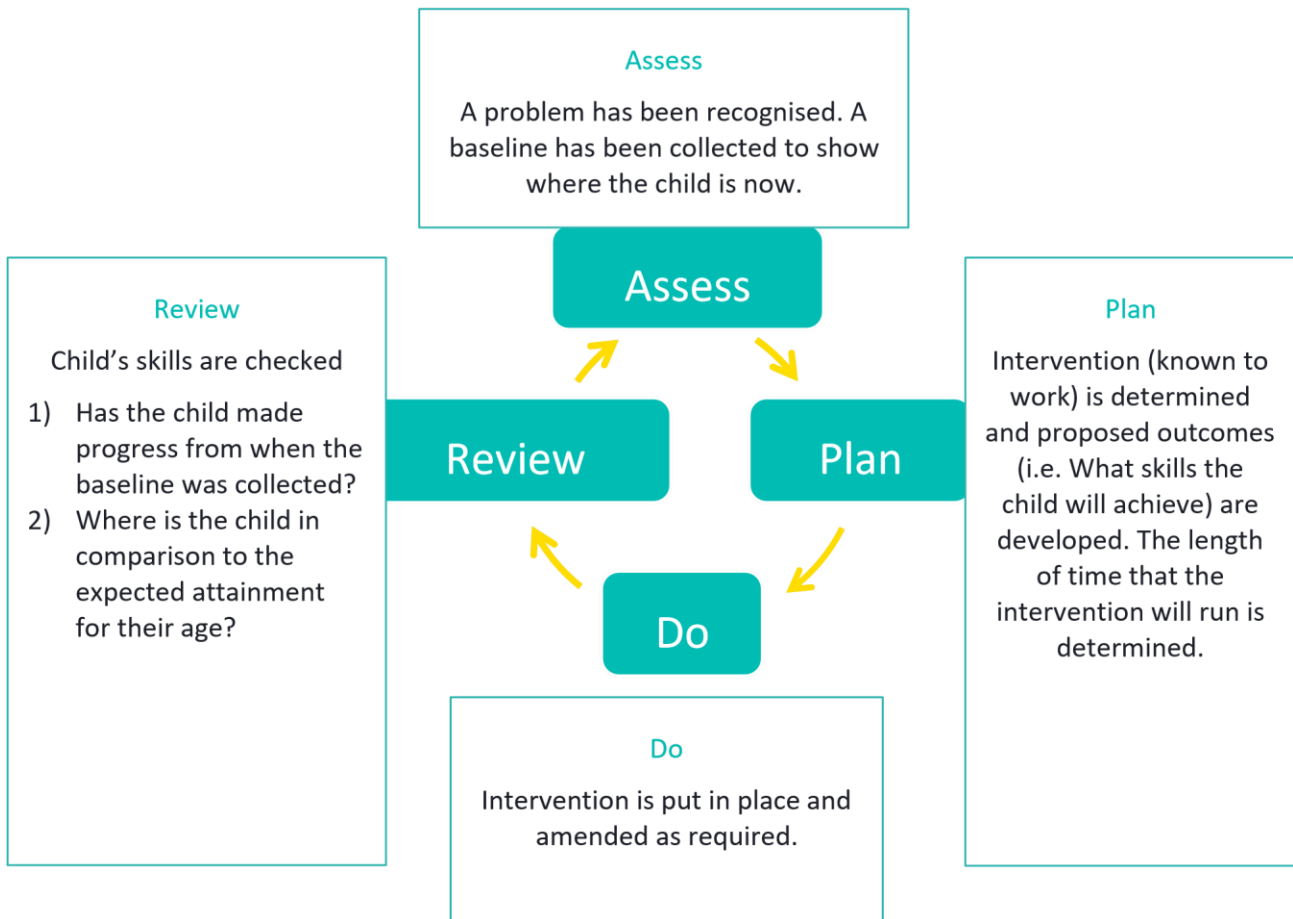 Assess
A problem has been recognised. A
baseline has been collected to show
where the child is now.
Assess
Review
Child’s skills are checked
1) Has the child made
progress from when the
baseline was collected?
2) Where is the child in
comparison to the
expected attainment
for their age?
Review
Plan
Plan
Intervention (known to
work) is determined
and proposed outcomes
(i.e. What skills the
child will achieve) are
developed. The length
of time that the
intervention will run is
determined.
Do
Do
Intervention is put in place and
amended as required.